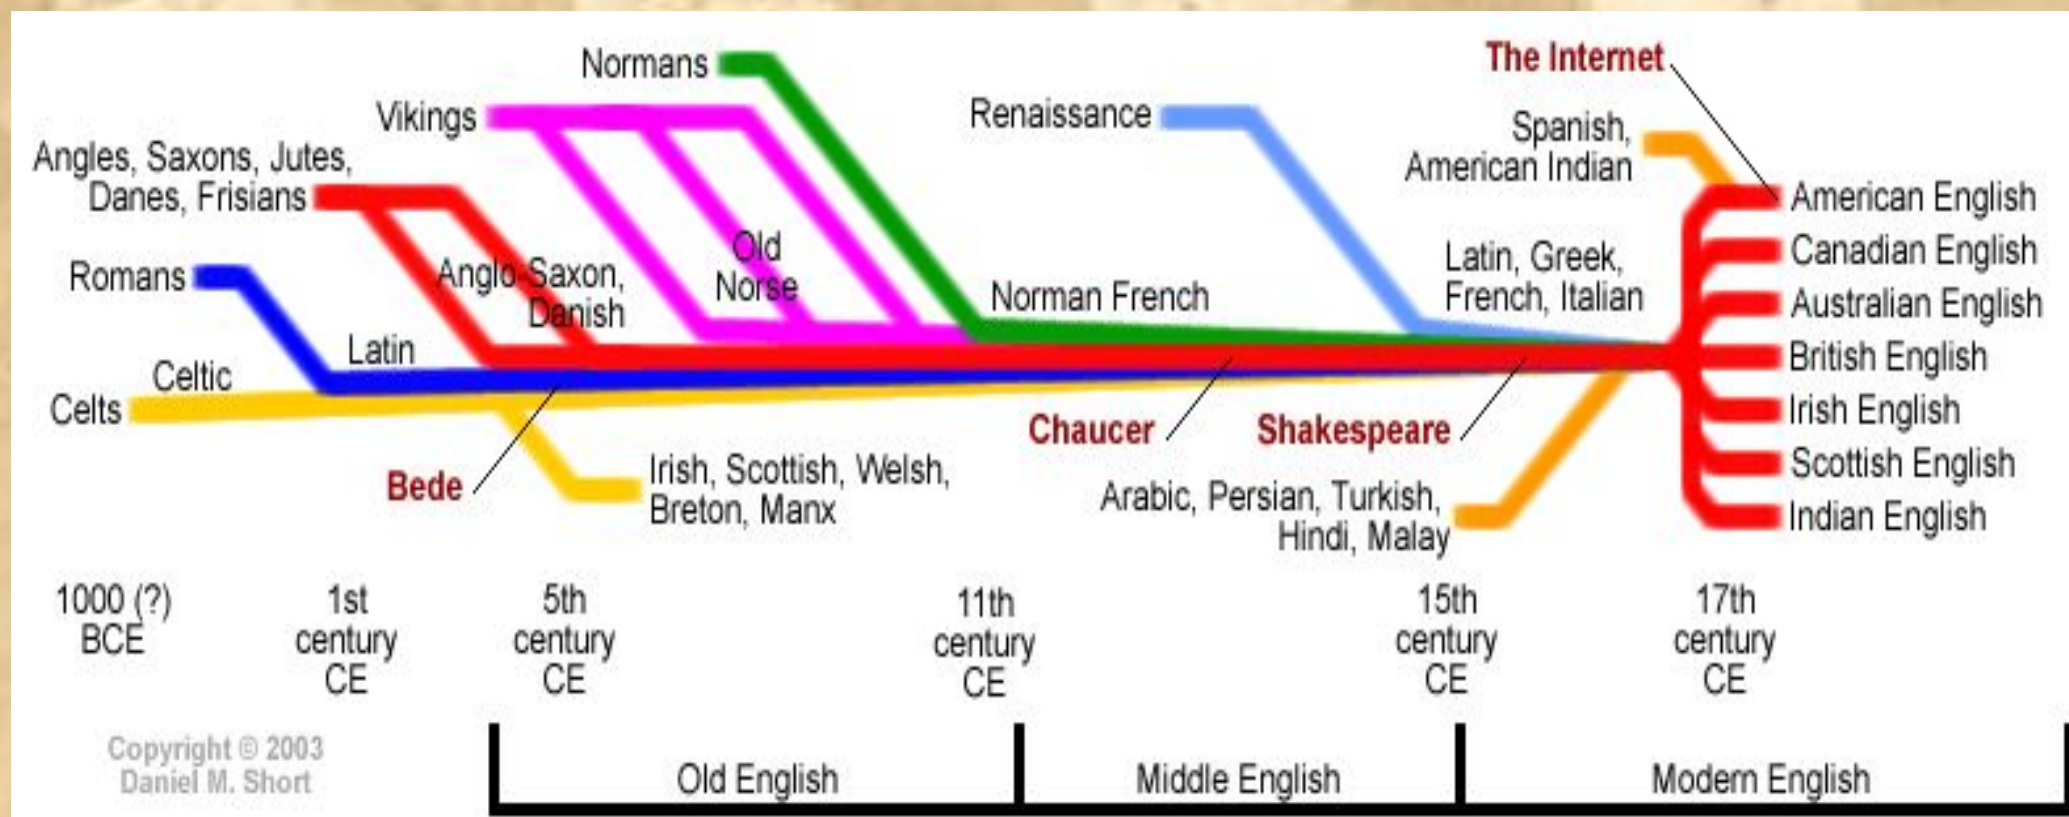 Normans
Vikings
Angles, Saxons, Jutes,
Danes, Frisians
Romans
Celts
Celtic
Latin
Anglo-Saxon,
Danish
Old
Norse
Norman French
Renaissance
Latin, Greek,
French, Italian
The Internet
Spanish,
American Indian
American English
Canadian English
Australian English
British English
Irish English
Scottish English
Indian English
Bede
Irish, Scottish, Welsh,
Breton, Manx
Chaucer
Shakespeare
Arabic, Persian, Turkish,
Hindi, Malay
1000 (?)
BCE
1st
century
CE
5th
century
CE
11th
century
CE
15th
century
CE
17th
century
CE
Copyright © 2003
Daniel M. Short
Old English
Middle English
Modern English